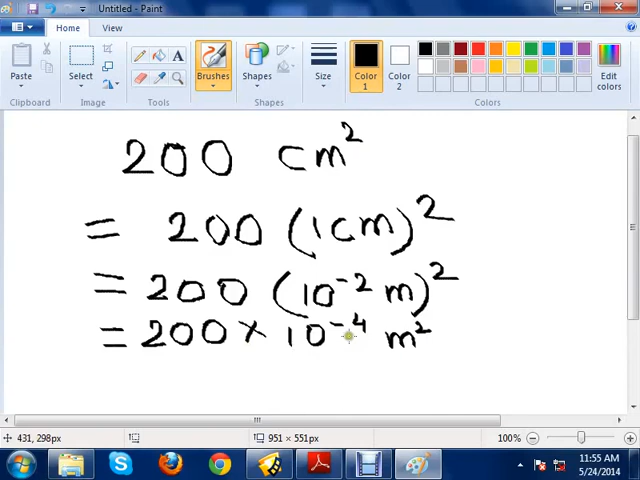 Untitled - Paint
Home View
Paste Select Brushes Shapes Size Color 1 Color 2 Edit colors
Clipboard Image Tools Shapes Colors
200 cm²
= 200 (1cm)²
= 200 (10⁻² m)²
= 200 × 10⁻⁴ m²
431, 298px 951 × 551px 100%
11:55 AM
5/24/2014